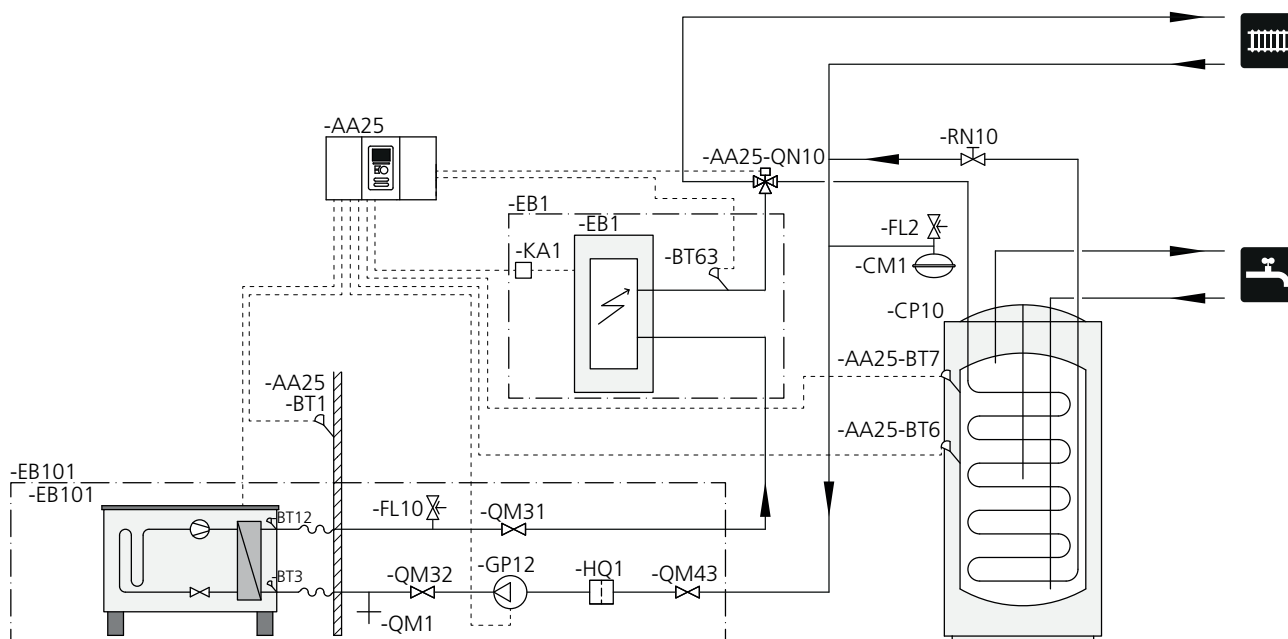 -AA25
-RN10
-AA25-QN10
-EB1
-EB1
-FL2
-KA1
-BT63
-CM1
-CP10
-AA25-BT7
-AA25
-BT1
-AA25-BT6
-EB101
-EB101
-BT12
-FL10
-QM31
-BT3
-QM32
-GP12
-HQ1
-QM43
-QM1